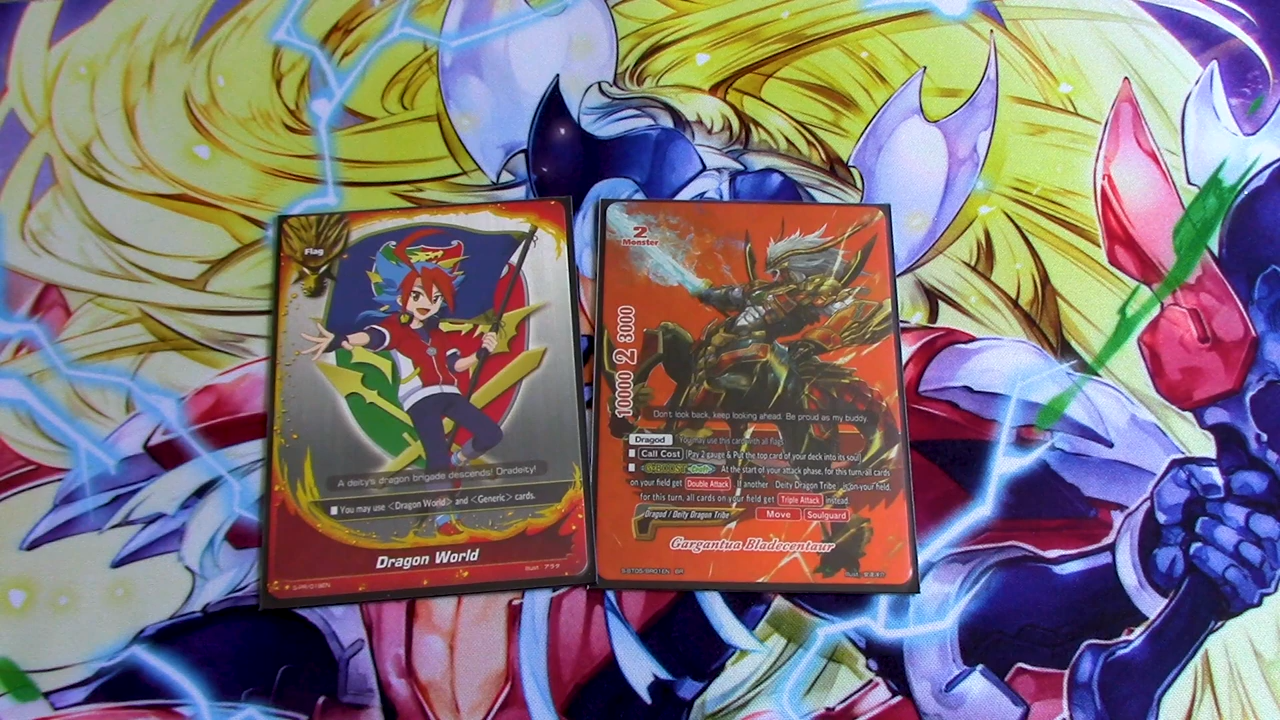 Flag
A deity's dragon brigade descends! Oradeity!
You may use <Dragon World> and <Generic> cards.
Dragon World
Illust
2
Monster
10000 2 3000
Don't look back, keep looking ahead. Be proud as my buddy.
Dragod You may use this card with all flags.
Call Cost [Pay 2 gauge & Put the top card of your deck into its soul]
At the start of your attack phase, for this turn, all cards
on your field get Double Attack. If another Deity Dragon Tribe is on your field,
for this turn, all cards on your field get Triple Attack instead.
Dragod / Deity Dragon Tribe Move Soulguard
Gargantua Bladecentaur
BR Illust